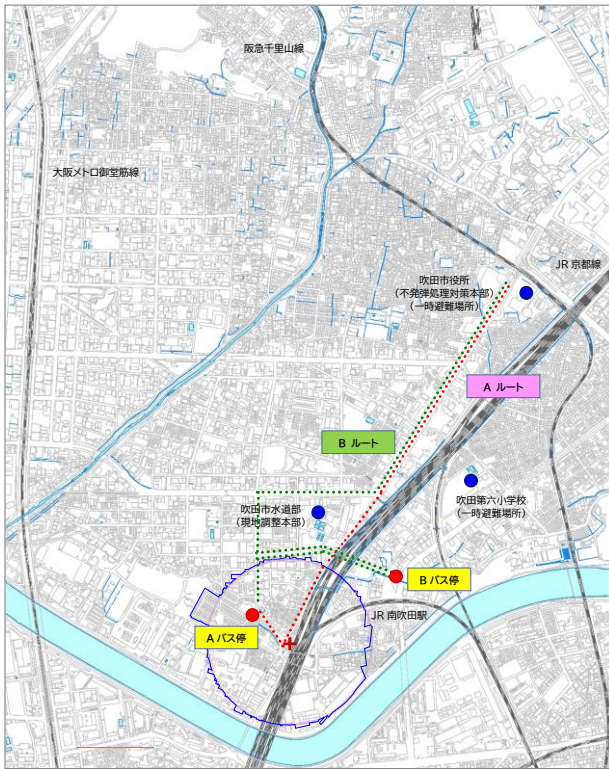 阪急千里山線
大阪メトロ御堂筋線
JR 京都線
吹田市役所
（不発弾処理対策本部）
（一時避難場所）
A ルート
B ルート
吹田市水道部
（現地調整本部）
吹田第六小学校
（一時避難場所）
B バス停
JR 南吹田駅
A バス停